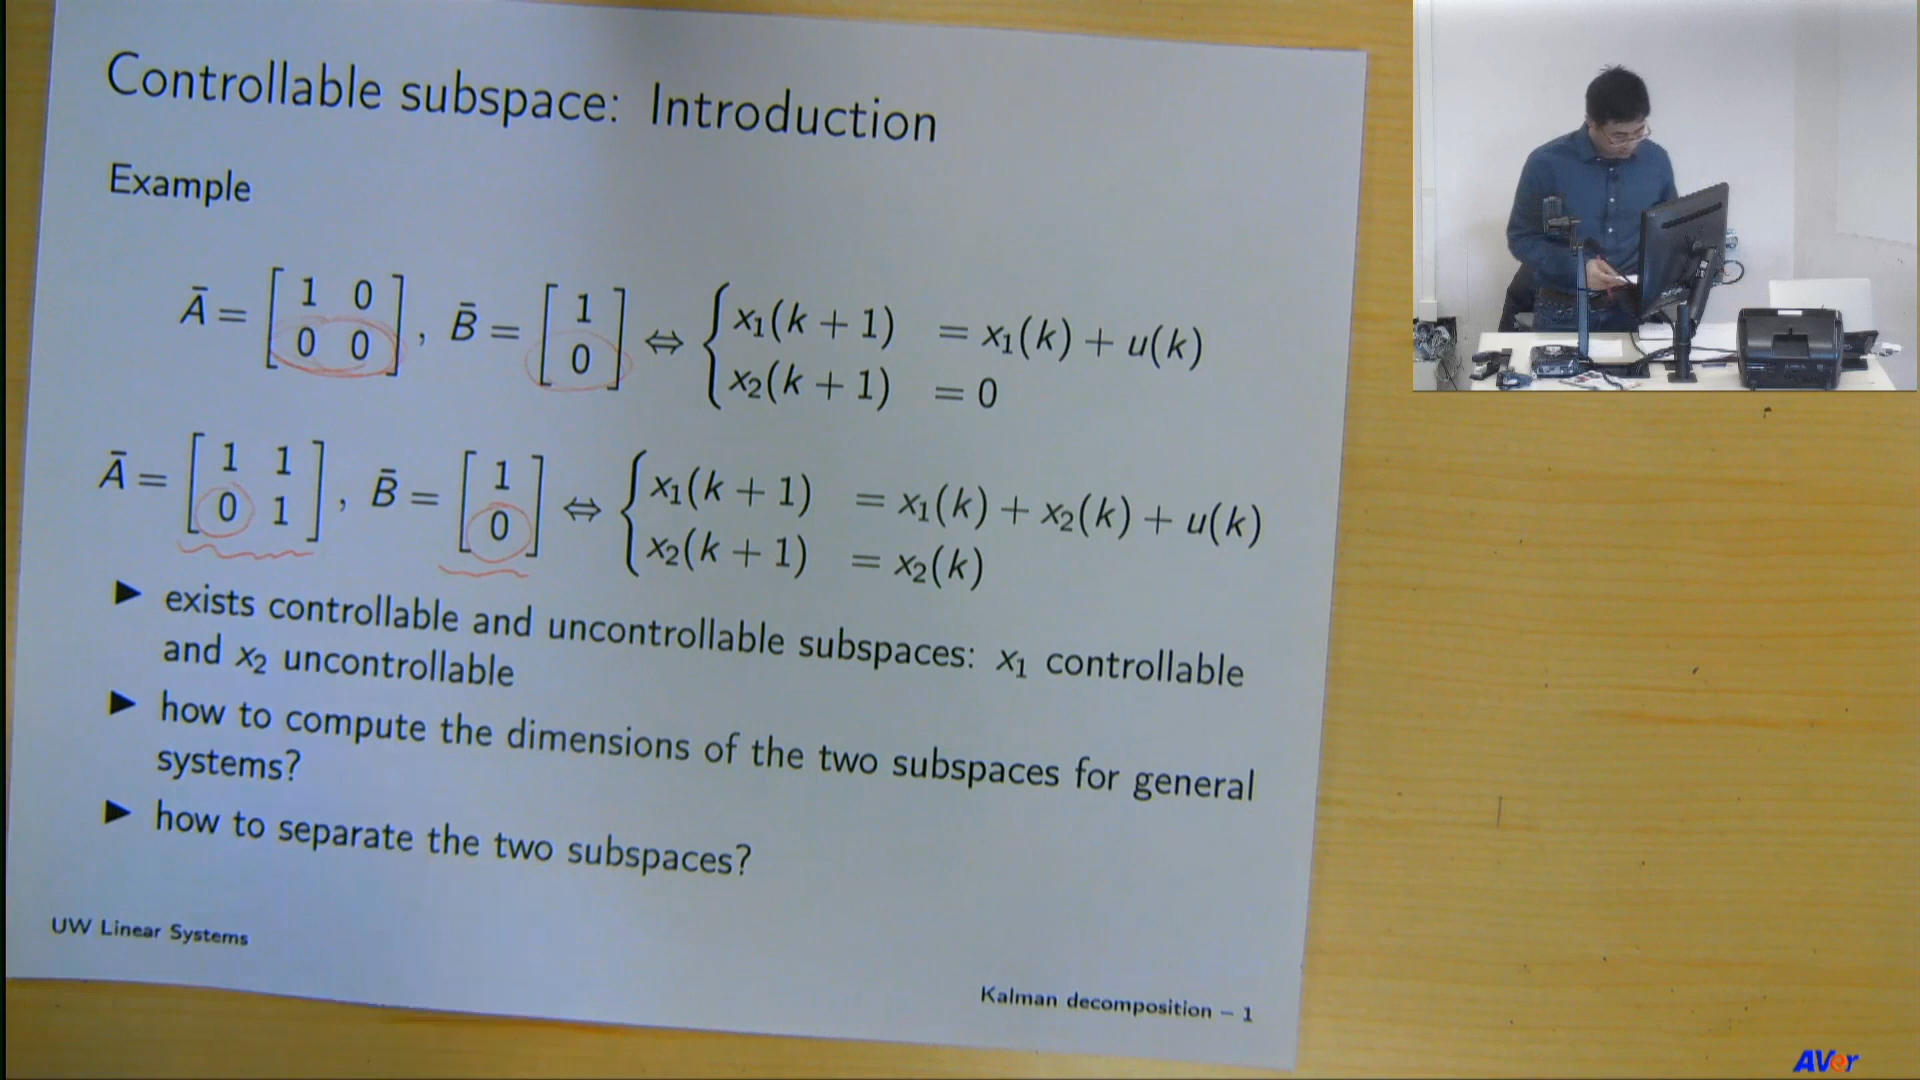 Controllable subspace: Introduction
Example
Ā = [ 1 0 ; 0 0 ], B̄ = [ 1 ; 0 ] ⇔ { x₁(k + 1) = x₁(k) + u(k)
x₂(k + 1) = 0
Ā = [ 1 1 ; 0 1 ], B̄ = [ 1 ; 0 ] ⇔ { x₁(k + 1) = x₁(k) + x₂(k) + u(k)
x₂(k + 1) = x₂(k)
▶ exists controllable and uncontrollable subspaces: x₁ controllable
and x₂ uncontrollable
▶ how to compute the dimensions of the two subspaces for general
systems?
▶ how to separate the two subspaces?
UW Linear Systems
Kalman decomposition – 1
AVer